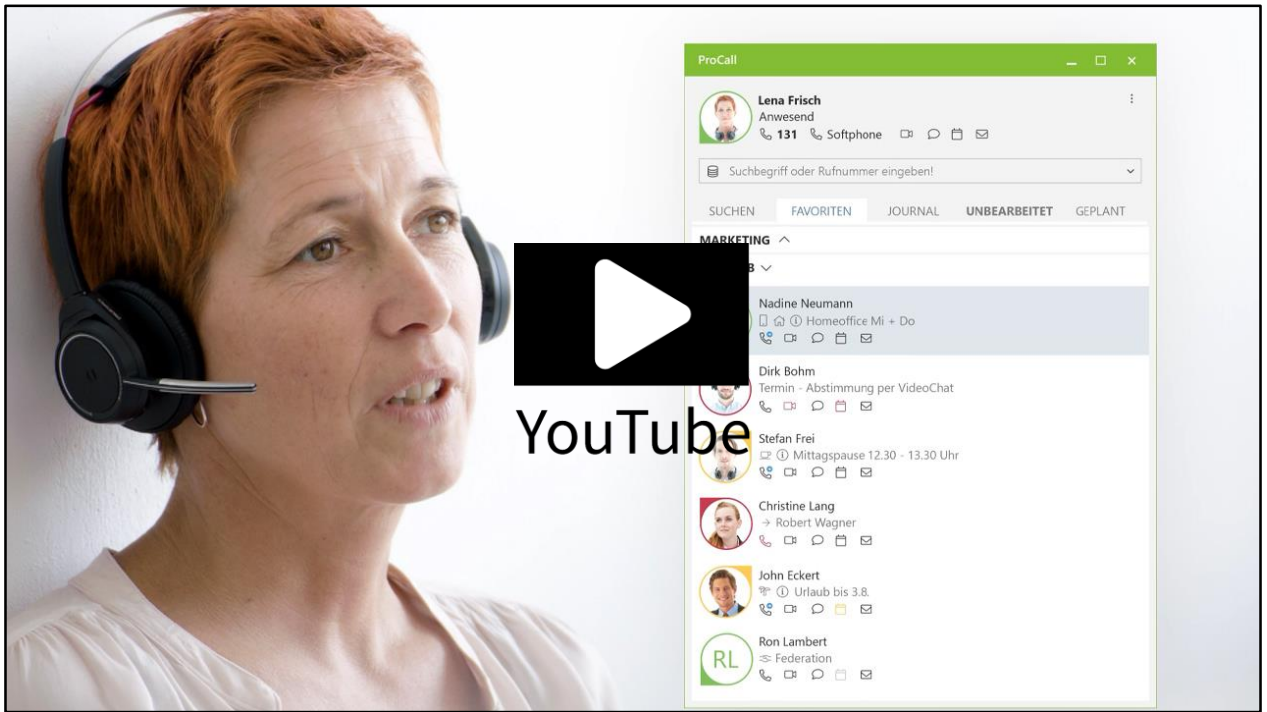 ProCall
Lena Frisch
Anwesend
131 Softphone
Suchbegriff oder Rufnummer eingeben!
SUCHEN FAVORITEN JOURNAL UNBEARBEITET GEPLANT
MARKETING
Nadine Neumann
Homeoffice Mi + Do
Dirk Bohm
Termin - Abstimmung per VideoChat
YouTube
Stefan Frei
Mittagspause 12.30 - 13.30 Uhr
Christine Lang
→ Robert Wagner
John Eckert
Urlaub bis 3.8.
RL
Ron Lambert
Federation